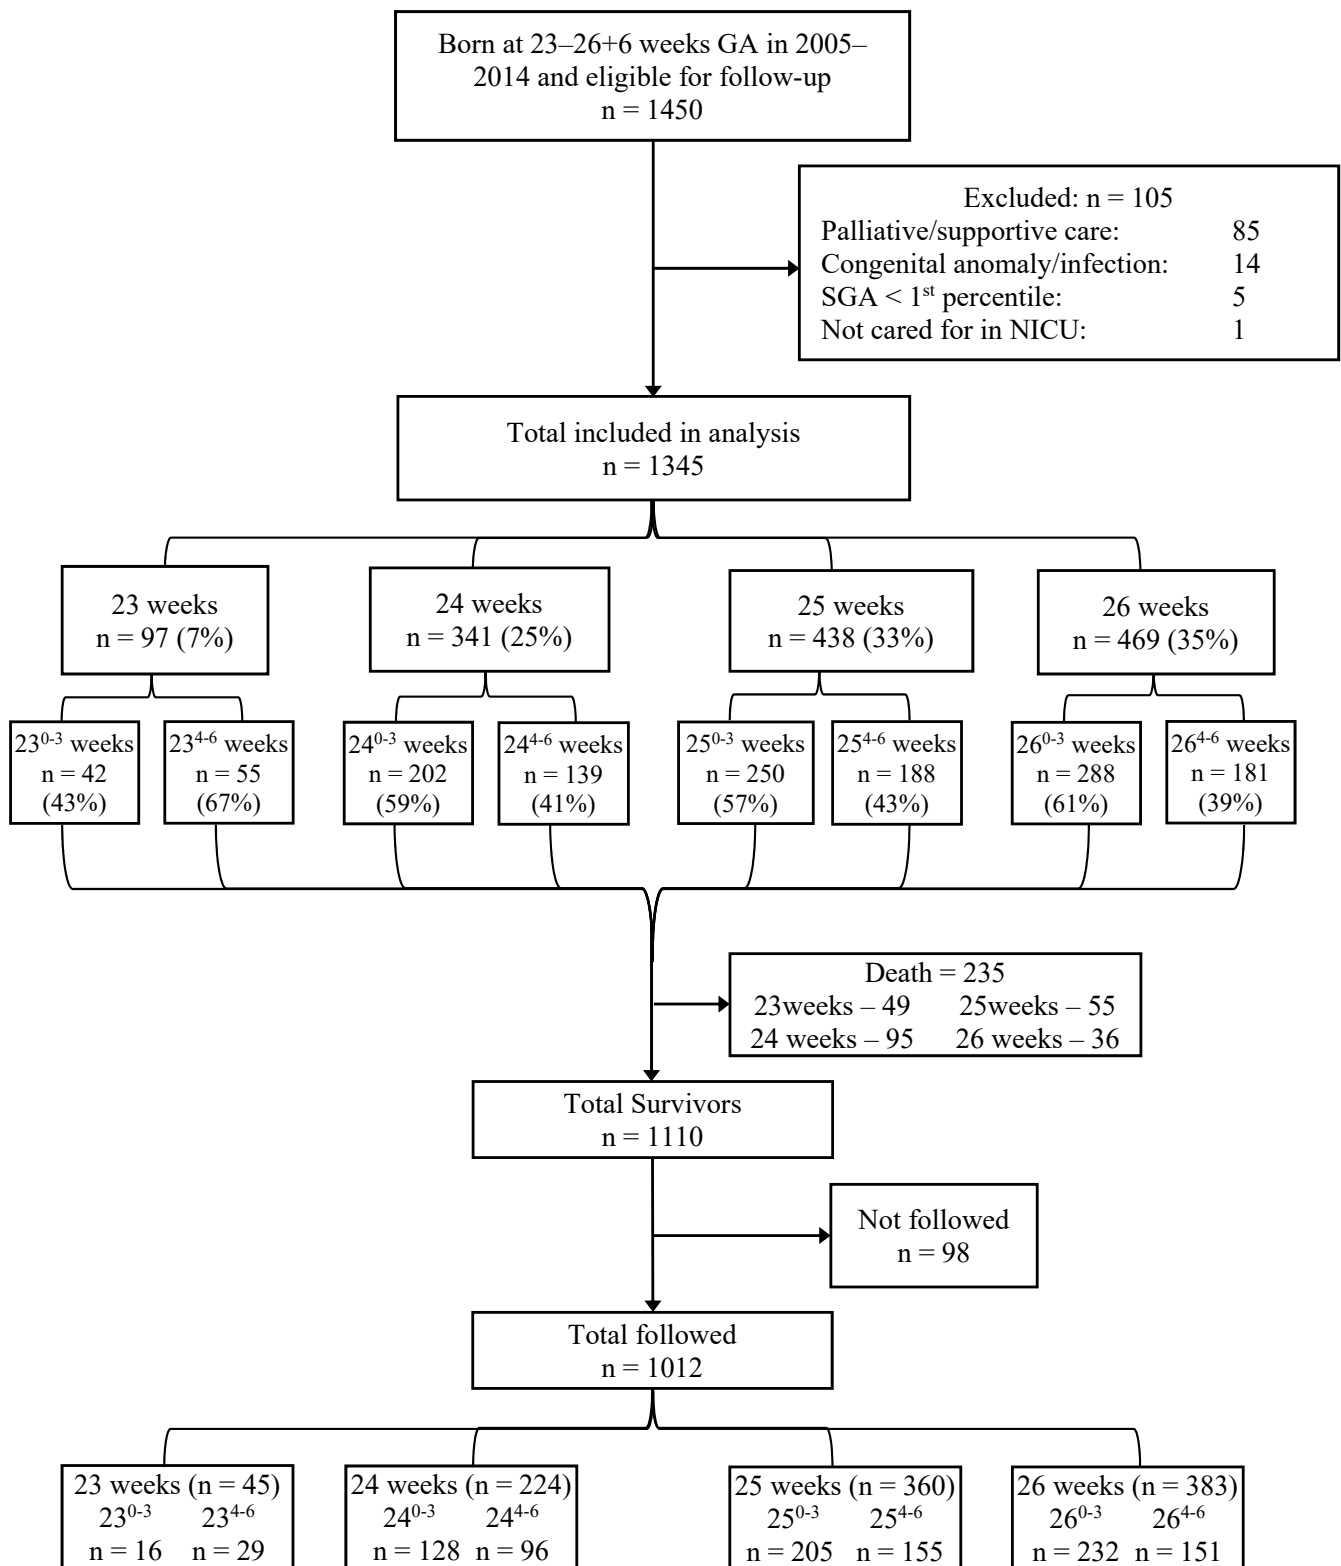 Born at 23–26+6 weeks GA in 2005–
2014 and eligible for follow-up
n = 1450
Excluded: n = 105
Palliative/supportive care: 85
Congenital anomaly/infection: 14
SGA < 1st percentile: 5
Not cared for in NICU: 1
Total included in analysis
n = 1345
23 weeks
n = 97 (7%)
24 weeks
n = 341 (25%)
25 weeks
n = 438 (33%)
26 weeks
n = 469 (35%)
23⁰⁻³ weeks
n = 42
(43%)
23⁴⁻⁶ weeks
n = 55
(67%)
24⁰⁻³ weeks
n = 202
(59%)
24⁴⁻⁶ weeks
n = 139
(41%)
25⁰⁻³ weeks
n = 250
(57%)
25⁴⁻⁶ weeks
n = 188
(43%)
26⁰⁻³ weeks
n = 288
(61%)
26⁴⁻⁶ weeks
n = 181
(39%)
Death = 235
23weeks – 49 25weeks – 55
24 weeks – 95 26 weeks – 36
Total Survivors
n = 1110
Not followed
n = 98
Total followed
n = 1012
23 weeks (n = 45)
23⁰⁻³ 23⁴⁻⁶
n = 16 n = 29
24 weeks (n = 224)
24⁰⁻³ 24⁴⁻⁶
n = 128 n = 96
25 weeks (n = 360)
25⁰⁻³ 25⁴⁻⁶
n = 205 n = 155
26 weeks (n = 383)
26⁰⁻³ 26⁴⁻⁶
n = 232 n = 151